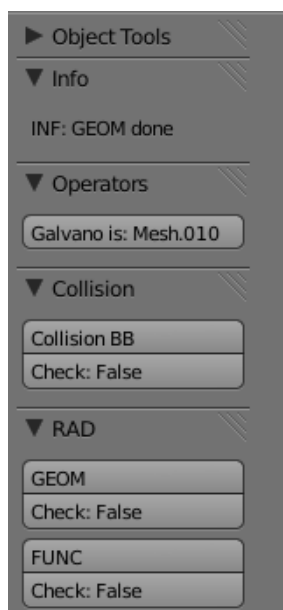 Object Tools
Info
INF: GEOM done
Operators
Galvano is: Mesh.010
Collision
Collision BB
Check: False
RAD
GEOM
Check: False
FUNC
Check: False